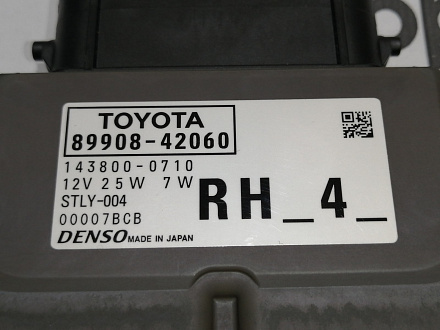 TOYOTA
89908-42060
143800-0710
12V 25W 7W
STLY-004
00007BCB
RH_4_
DENSO MADE IN JAPAN